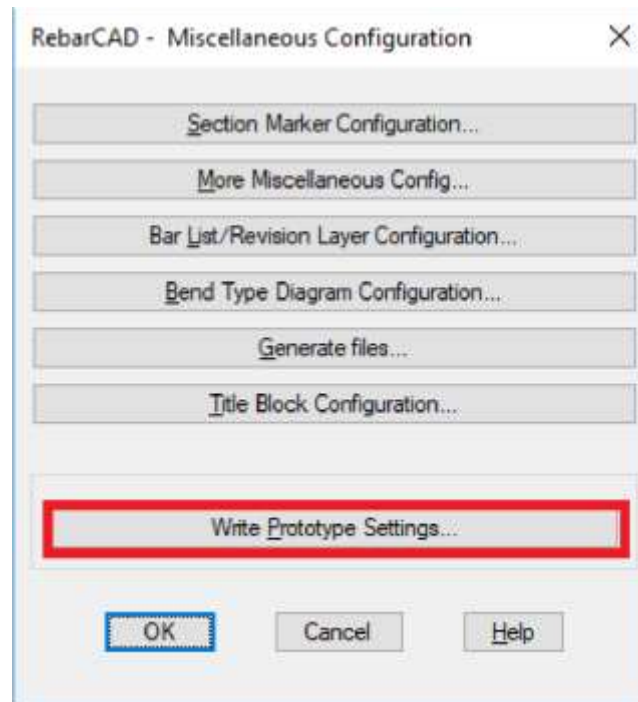 RebarCAD - Miscellaneous Configuration
Section Marker Configuration...
More Miscellaneous Config...
Bar List/Revision Layer Configuration...
Bend Type Diagram Configuration...
Generate files...
Title Block Configuration...
Write Prototype Settings...
OK Cancel Help